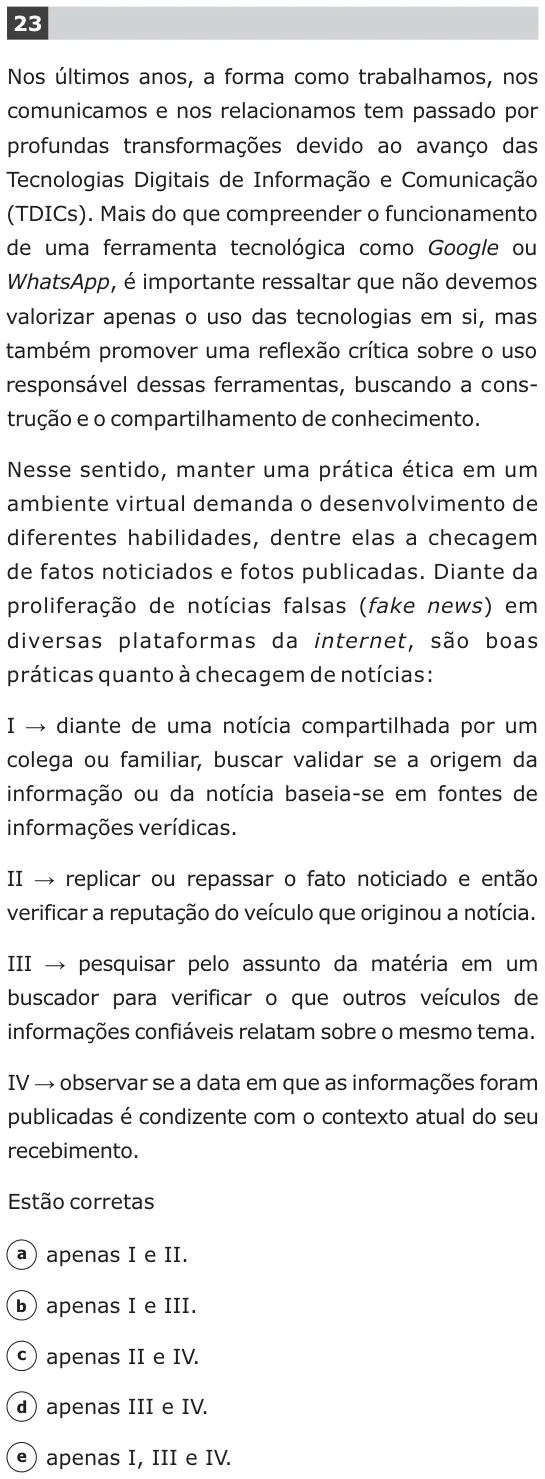 23
Nos últimos anos, a forma como trabalhamos, nos
comunicamos e nos relacionamos tem passado por
profundas transformações devido ao avanço das
Tecnologias Digitais de Informação e Comunicação
(TDICs). Mais do que compreender o funcionamento
de uma ferramenta tecnológica como Google ou
WhatsApp, é importante ressaltar que não devemos
valorizar apenas o uso das tecnologias em si, mas
também promover uma reflexão crítica sobre o uso
responsável dessas ferramentas, buscando a cons-
trução e o compartilhamento de conhecimento.
Nesse sentido, manter uma prática ética em um
ambiente virtual demanda o desenvolvimento de
diferentes habilidades, dentre elas a checagem
de fatos noticiados e fotos publicadas. Diante da
proliferação de notícias falsas (fake news) em
diversas plataformas da internet, são boas
práticas quanto à checagem de notícias:
I → diante de uma notícia compartilhada por um
colega ou familiar, buscar validar se a origem da
informação ou da notícia baseia-se em fontes de
informações verídicas.
II → replicar ou repassar o fato noticiado e então
verificar a reputação do veículo que originou a notícia.
III → pesquisar pelo assunto da matéria em um
buscador para verificar o que outros veículos de
informações confiáveis relatam sobre o mesmo tema.
IV → observar se a data em que as informações foram
publicadas é condizente com o contexto atual do seu
recebimento.
Estão corretas
a apenas I e II.
b apenas I e III.
c apenas II e IV.
d apenas III e IV.
e apenas I, III e IV.